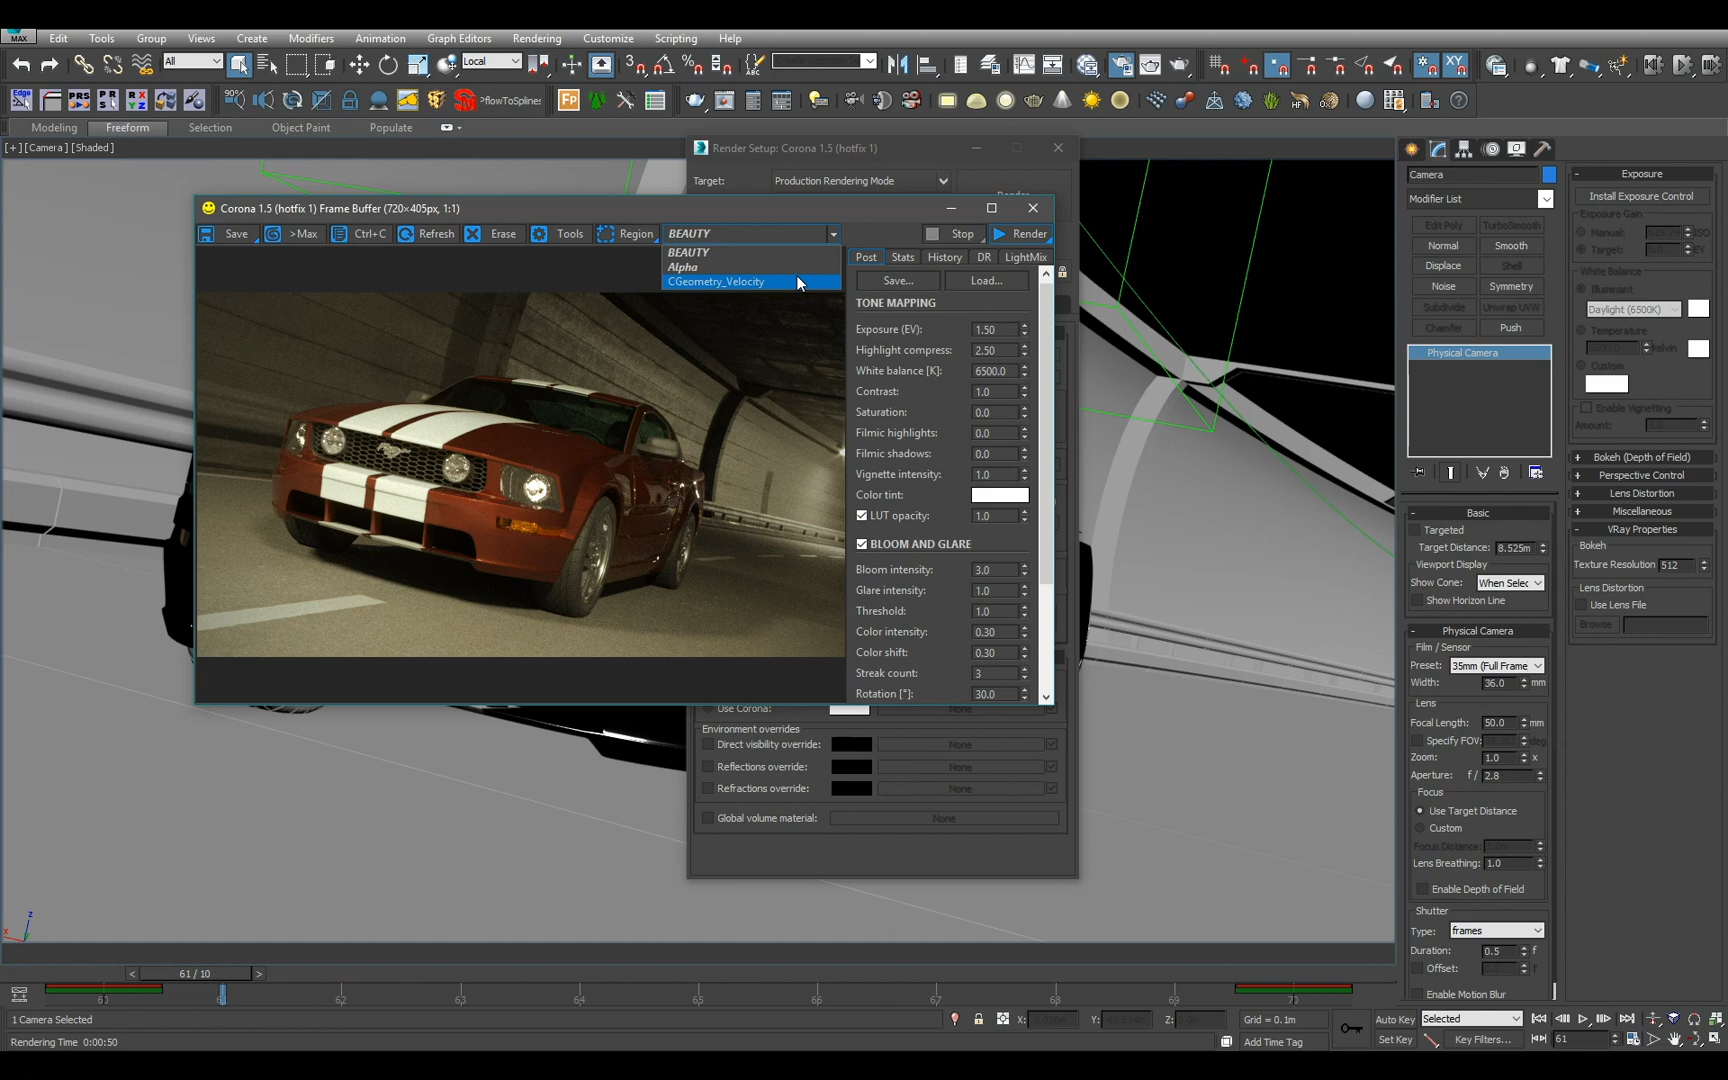 MAX Edit Tools Group Views Create Modifiers Animation Graph Editors Rendering Customize Scripting Help
All
Local
PflowToSplines
Modeling Freeform Selection Object Paint Populate
[+] [Camera ] [Shaded ]
Render Setup: Corona 1.5 (hotfix 1)
Target: Production Rendering Mode
Corona 1.5 (hotfix 1) Frame Buffer (720×405px, 1:1)
Save >Max Ctrl+C Refresh Erase Tools Region BEAUTY Stop Render
BEAUTY
Alpha
CGeometry_Velocity
Post Stats History DR LightMix
Save... Load...
TONE MAPPING
Exposure (EV): 1.50
Highlight compress: 2.50
White balance [K]: 6500.0
Contrast: 1.0
Saturation: 0.0
Filmic highlights: 0.0
Filmic shadows: 0.0
Vignette intensity: 1.0
Color tint:
LUT opacity: 1.0
BLOOM AND GLARE
Bloom intensity: 3.0
Glare intensity: 1.0
Threshold: 1.0
Color intensity: 0.30
Color shift: 0.30
Streak count: 3
Rotation [°]: 30.0
Use Corona: None
Environment overrides
Direct visibility override: None
Reflections override: None
Refractions override: None
Global volume material: None
Camera
Modifier List
Edit Poly TurboSmooth
Normal Smooth
Displace Shell
Noise Symmetry
Subdivide Unwrap UVW
Chamfer Push
Physical Camera
- Basic
Targeted
Target Distance: 8.525m
Viewport Display
Show Cone: When Selec
Show Horizon Line
- Physical Camera
Film / Sensor
Preset: 35mm (Full Frame
Width: 36.0 mm
Lens
Focal Length: 50.0 mm
Specify FOV: deg
Zoom: 1.0 x
Aperture: f / 2.8
Focus
Use Target Distance
Custom
Focus Distance:
Lens Breathing: 1.0
Enable Depth of Field
Shutter
Type: frames
Duration: 0.5 f
Offset: f
Enable Motion Blur
- Exposure
Install Exposure Control
Exposure Gain
Manual: ISO
Target: EV
White Balance
Illuminant
Daylight (6500K)
Temperature
Kelvin
Custom
Enable Vignetting
Amount:
+ Bokeh (Depth of Field)
+ Perspective Control
+ Lens Distortion
+ Miscellaneous
- VRay Properties
Bokeh
Texture Resolution 512
Lens Distortion
Use Lens File
Browse
z
x
< 61 / 10 >
62 63 64 65 66 67 68 69 70
1 Camera Selected
X: Y: Z: Grid = 0.1m
Auto Key Selected
Rendering Time 0:00:50
Add Time Tag
Set Key Key Filters... 61